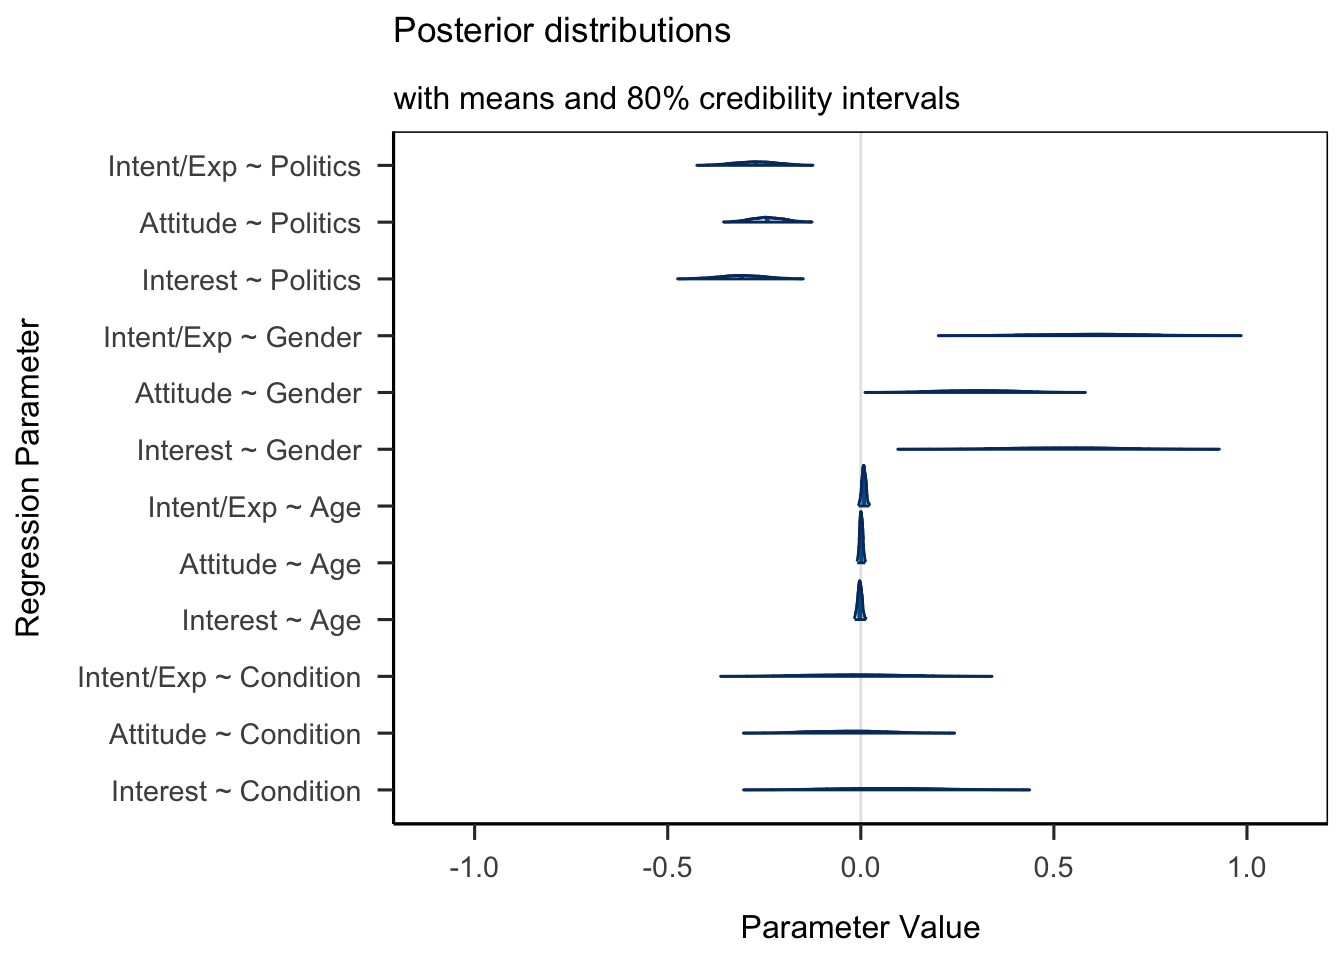 Posterior distributions
with means and 80% credibility intervals
Intent/Exp ~ Politics
Attitude ~ Politics
Interest ~ Politics
Intent/Exp ~ Gender
Attitude ~ Gender
Interest ~ Gender
Intent/Exp ~ Age
Attitude ~ Age
Interest ~ Age
Intent/Exp ~ Condition
Attitude ~ Condition
Interest ~ Condition
Regression Parameter
-1.0 -0.5 0.0 0.5 1.0
Parameter Value